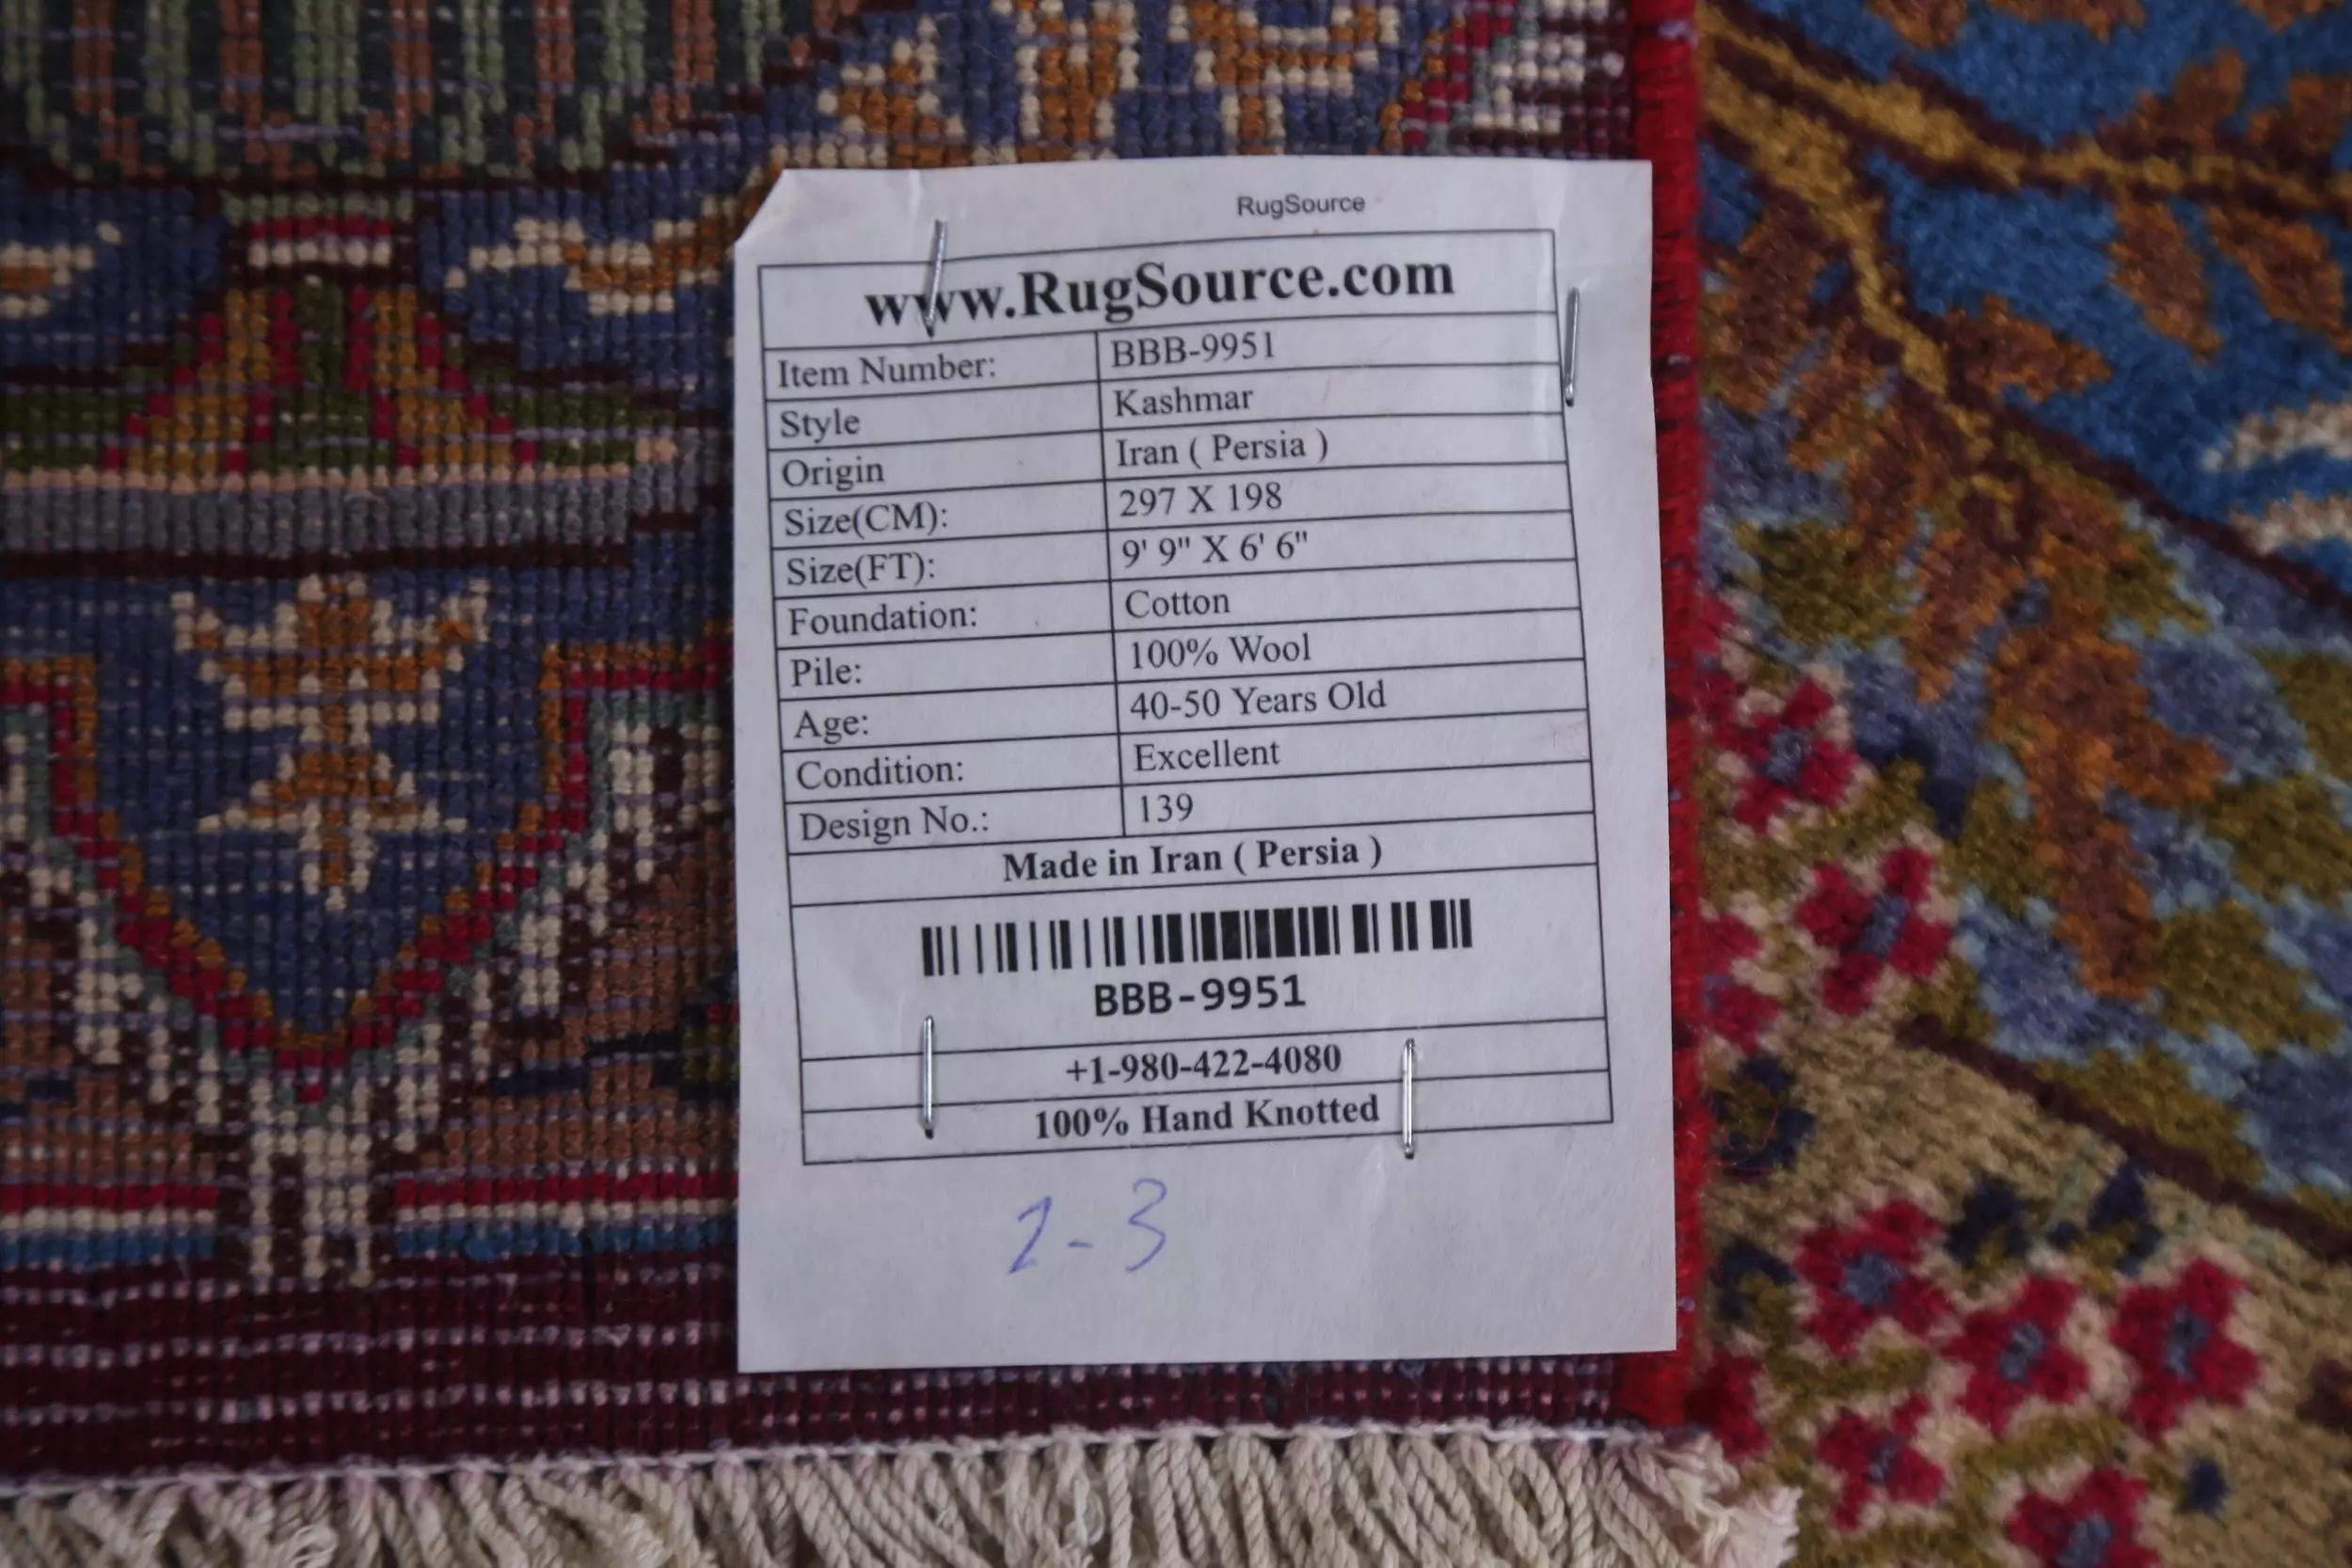 RugSource
www.RugSource.com
Item Number: BBB-9951
Style Kashmar
Origin Iran ( Persia )
Size(CM): 297 X 198
Size(FT): 9' 9" X 6' 6"
Foundation: Cotton
Pile: 100% Wool
Age: 40-50 Years Old
Condition: Excellent
Design No.: 139
Made in Iran ( Persia )
BBB-9951
+1-980-422-4080
100% Hand Knotted
2-3